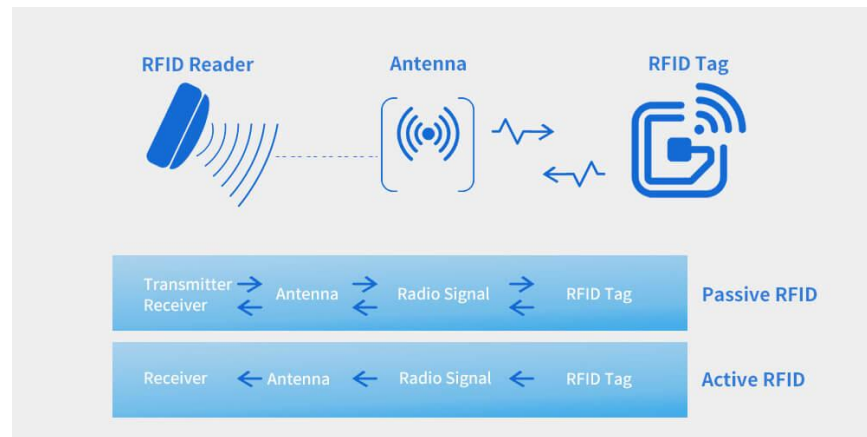 RFID Reader
Antenna
RFID Tag
Transmitter
Receiver
Antenna
Radio Signal
RFID Tag
Passive RFID
Receiver
Antenna
Radio Signal
RFID Tag
Active RFID